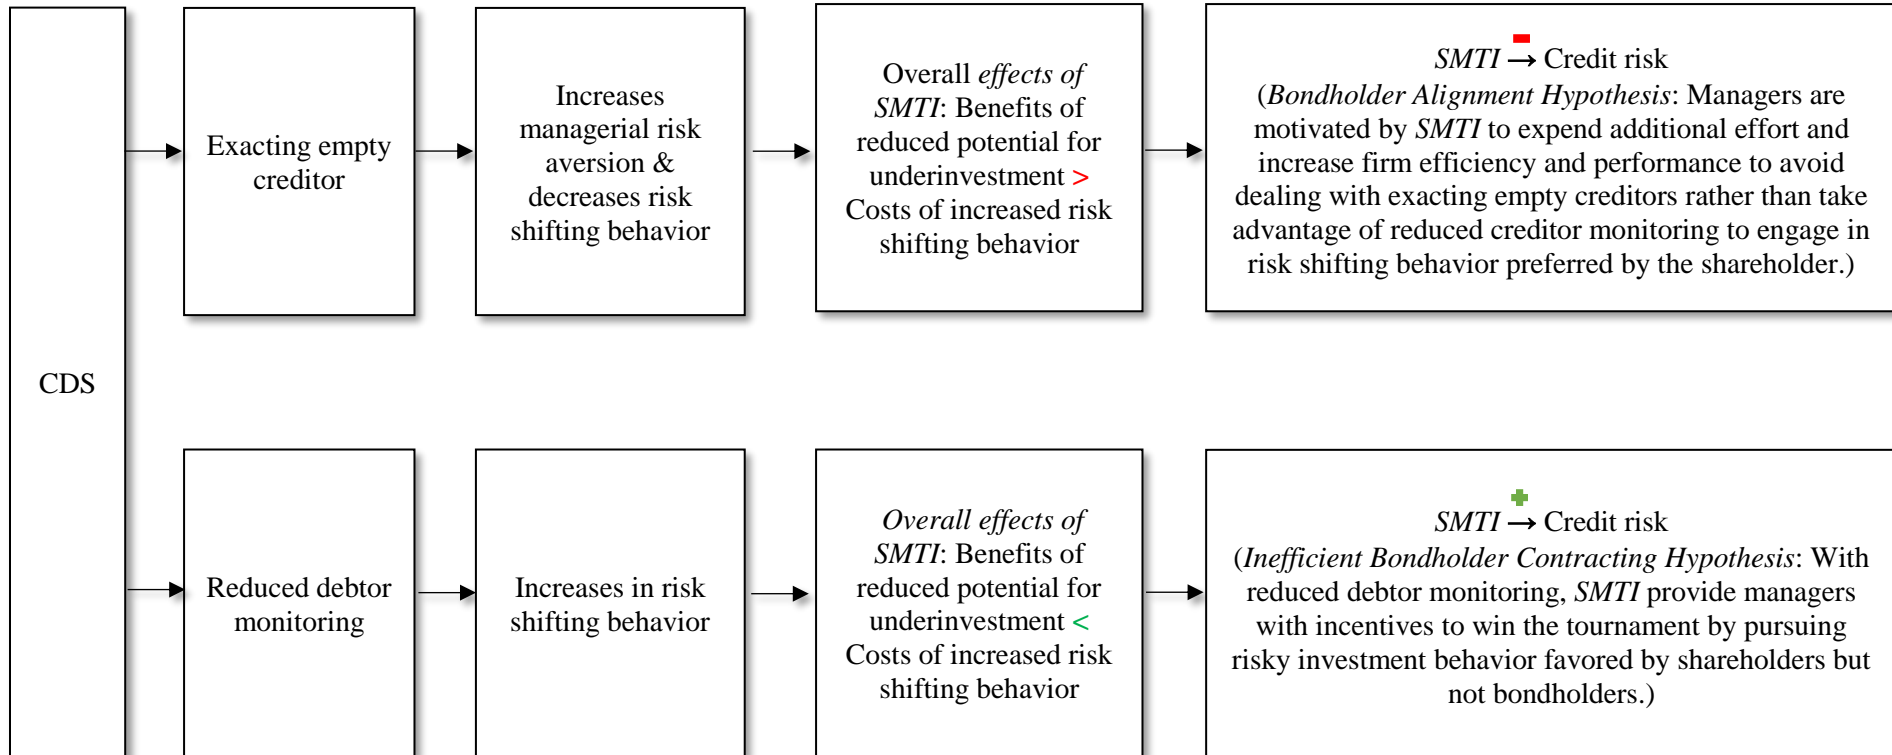 CDS
Exacting empty
creditor
Increases
managerial risk
aversion &
decreases risk
shifting behavior
Overall effects of
SMTI: Benefits of
reduced potential for
underinvestment >
Costs of increased risk
shifting behavior
SMTI → Credit risk
(Bondholder Alignment Hypothesis: Managers are
motivated by SMTI to expend additional effort and
increase firm efficiency and performance to avoid
dealing with exacting empty creditors rather than take
advantage of reduced creditor monitoring to engage in
risk shifting behavior preferred by the shareholder.)
Reduced debtor
monitoring
Increases in risk
shifting behavior
Overall effects of
SMTI: Benefits of
reduced potential for
underinvestment <
Costs of increased risk
shifting behavior
SMTI → Credit risk
(Inefficient Bondholder Contracting Hypothesis: With
reduced debtor monitoring, SMTI provide managers
with incentives to win the tournament by pursuing
risky investment behavior favored by shareholders but
not bondholders.)